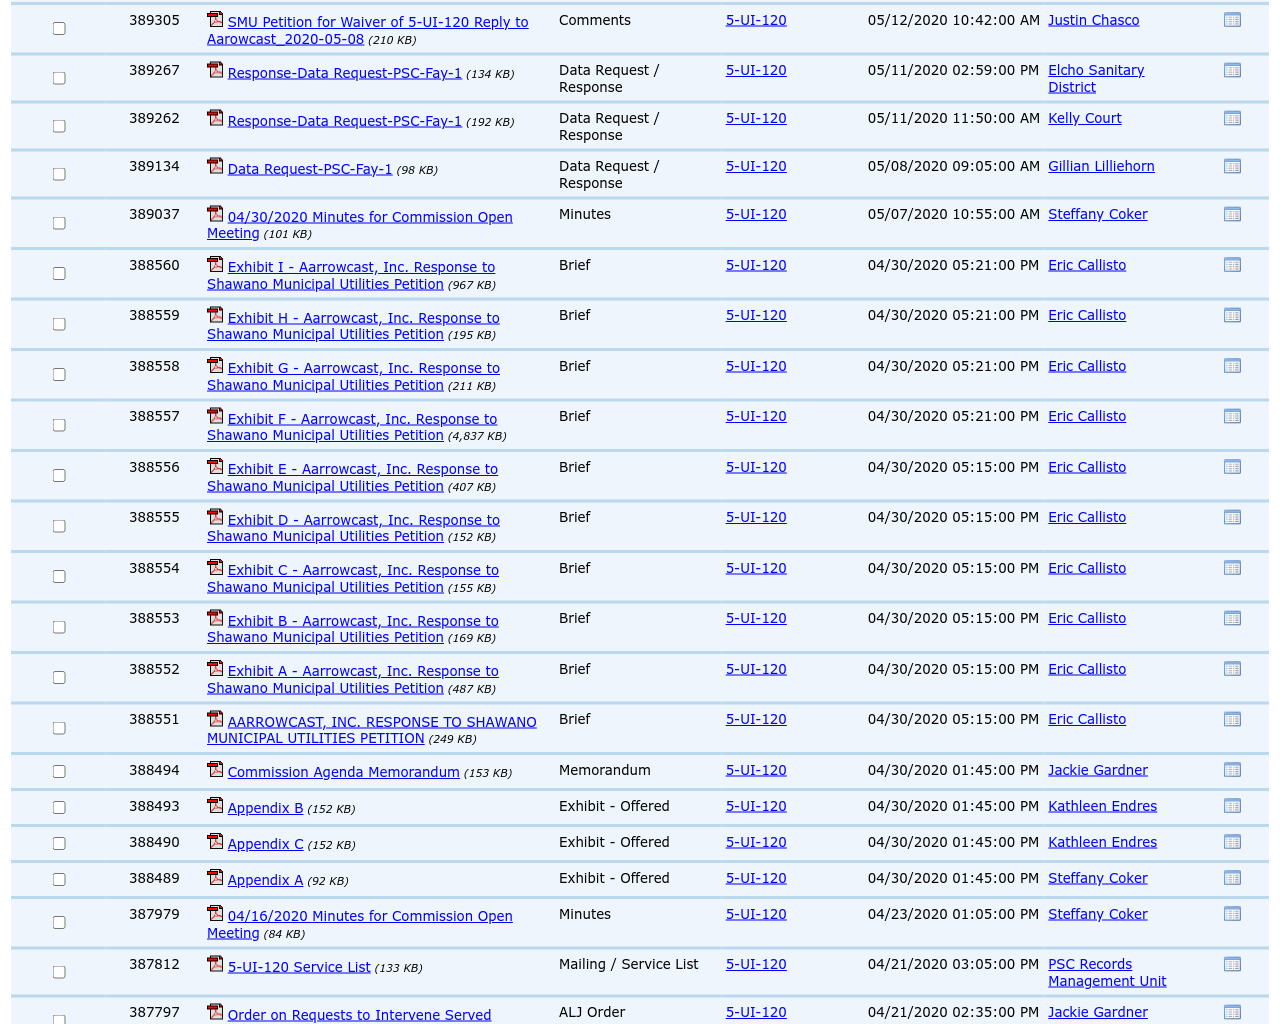 389305 SMU Petition for Waiver of 5-UI-120 Reply to Comments 5-UI-120 05/12/2020 10:42:00 AM Justin Chasco
Aarowcast_2020-05-08 (210 KB)
389267 Response-Data Request-PSC-Fay-1 (134 KB) Data Request / 5-UI-120 05/11/2020 02:59:00 PM Elcho Sanitary
Response District
389262 Response-Data Request-PSC-Fay-1 (192 KB) Data Request / 5-UI-120 05/11/2020 11:50:00 AM Kelly Court
Response
389134 Data Request-PSC-Fay-1 (98 KB) Data Request / 5-UI-120 05/08/2020 09:05:00 AM Gillian Lilliehorn
Response
389037 04/30/2020 Minutes for Commission Open Minutes 5-UI-120 05/07/2020 10:55:00 AM Steffany Coker
Meeting (101 KB)
388560 Exhibit I - Aarrowcast, Inc. Response to Brief 5-UI-120 04/30/2020 05:21:00 PM Eric Callisto
Shawano Municipal Utilities Petition (967 KB)
388559 Exhibit H - Aarrowcast, Inc. Response to Brief 5-UI-120 04/30/2020 05:21:00 PM Eric Callisto
Shawano Municipal Utilities Petition (195 KB)
388558 Exhibit G - Aarrowcast, Inc. Response to Brief 5-UI-120 04/30/2020 05:21:00 PM Eric Callisto
Shawano Municipal Utilities Petition (211 KB)
388557 Exhibit F - Aarrowcast, Inc. Response to Brief 5-UI-120 04/30/2020 05:21:00 PM Eric Callisto
Shawano Municipal Utilities Petition (4,837 KB)
388556 Exhibit E - Aarrowcast, Inc. Response to Brief 5-UI-120 04/30/2020 05:15:00 PM Eric Callisto
Shawano Municipal Utilities Petition (407 KB)
388555 Exhibit D - Aarrowcast, Inc. Response to Brief 5-UI-120 04/30/2020 05:15:00 PM Eric Callisto
Shawano Municipal Utilities Petition (152 KB)
388554 Exhibit C - Aarrowcast, Inc. Response to Brief 5-UI-120 04/30/2020 05:15:00 PM Eric Callisto
Shawano Municipal Utilities Petition (155 KB)
388553 Exhibit B - Aarrowcast, Inc. Response to Brief 5-UI-120 04/30/2020 05:15:00 PM Eric Callisto
Shawano Municipal Utilities Petition (169 KB)
388552 Exhibit A - Aarrowcast, Inc. Response to Brief 5-UI-120 04/30/2020 05:15:00 PM Eric Callisto
Shawano Municipal Utilities Petition (487 KB)
388551 AARROWCAST, INC. RESPONSE TO SHAWANO Brief 5-UI-120 04/30/2020 05:15:00 PM Eric Callisto
MUNICIPAL UTILITIES PETITION (249 KB)
388494 Commission Agenda Memorandum (153 KB) Memorandum 5-UI-120 04/30/2020 01:45:00 PM Jackie Gardner
388493 Appendix B (152 KB) Exhibit - Offered 5-UI-120 04/30/2020 01:45:00 PM Kathleen Endres
388490 Appendix C (152 KB) Exhibit - Offered 5-UI-120 04/30/2020 01:45:00 PM Kathleen Endres
388489 Appendix A (92 KB) Exhibit - Offered 5-UI-120 04/30/2020 01:45:00 PM Steffany Coker
387979 04/16/2020 Minutes for Commission Open Minutes 5-UI-120 04/23/2020 01:05:00 PM Steffany Coker
Meeting (84 KB)
387812 5-UI-120 Service List (133 KB) Mailing / Service List 5-UI-120 04/21/2020 03:05:00 PM PSC Records
Management Unit
387797 Order on Requests to Intervene Served ALJ Order 5-UI-120 04/21/2020 02:35:00 PM Jackie Gardner